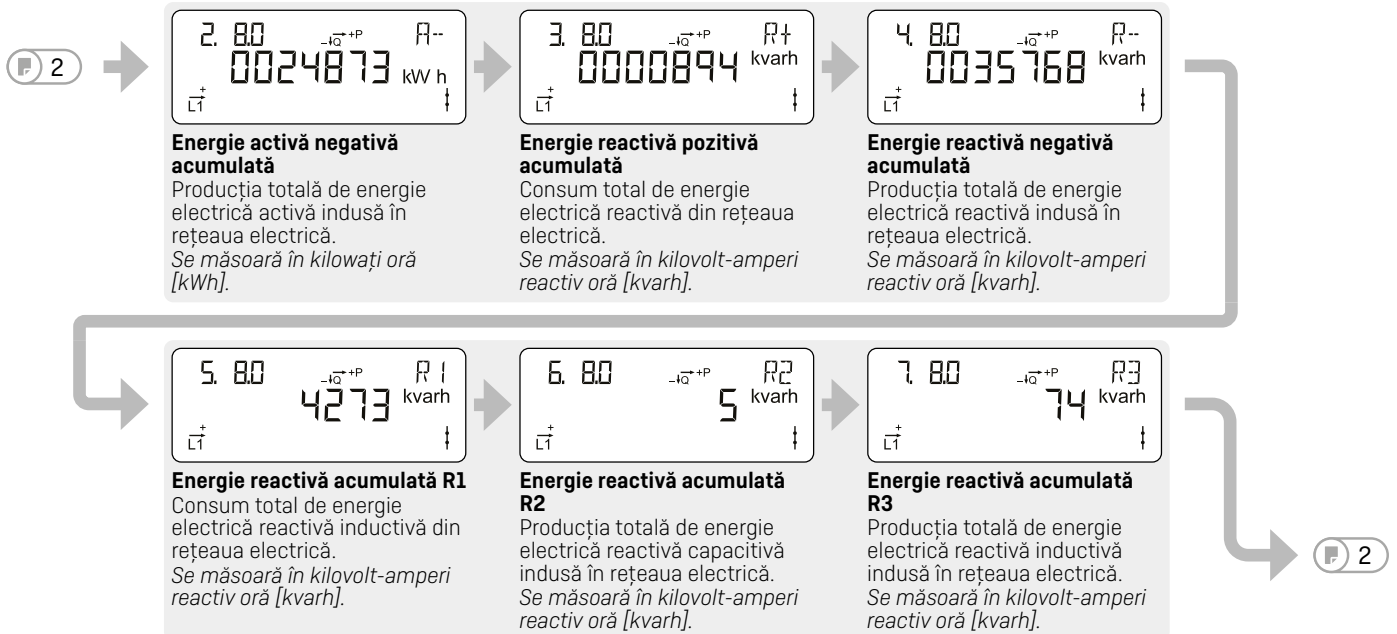 2
2. 8.0 -Q +P A--
0024873 kW h
+
L1
Energie activă negativă
acumulată
Producția totală de energie
electrică activă indusă în
rețeaua electrică.
Se măsoară în kilowați oră
[kWh].
3. 8.0 -Q +P R+
0000894 kvarh
+
L1
Energie reactivă pozitivă
acumulată
Consum total de energie
electrică reactivă din rețeaua
electrică.
Se măsoară în kilovolt-amperi
reactiv oră [kvarh].
4. 8.0 -Q +P R--
0035768 kvarh
+
L1
Energie reactivă negativă
acumulată
Producția totală de energie
electrică reactivă indusă în
rețeaua electrică.
Se măsoară în kilovolt-amperi
reactiv oră [kvarh].
5. 8.0 -Q +P R1
4273 kvarh
+
L1
Energie reactivă acumulată R1
Consum total de energie
electrică reactivă inductivă din
rețeaua electrică.
Se măsoară în kilovolt-amperi
reactiv oră [kvarh].
6. 8.0 -Q +P R2
5 kvarh
+
L1
Energie reactivă acumulată
R2
Producția totală de energie
electrică reactivă capacitivă
indusă în rețeaua electrică.
Se măsoară în kilovolt-amperi
reactiv oră [kvarh].
7. 8.0 -Q +P R3
74 kvarh
+
L1
Energie reactivă acumulată
R3
Producția totală de energie
electrică reactivă inductivă
indusă în rețeaua electrică.
Se măsoară în kilovolt-amperi
reactiv oră [kvarh].
2